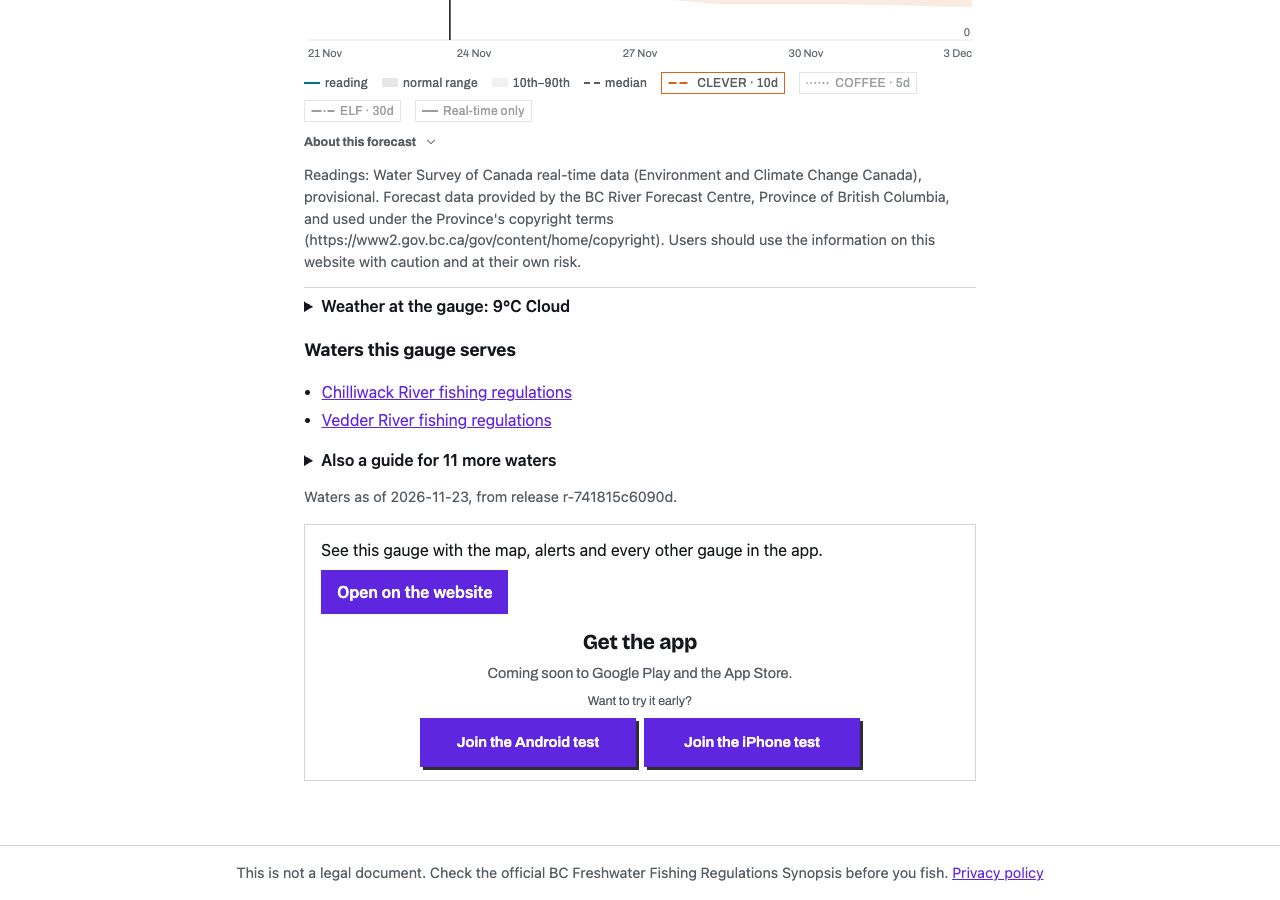 0
21 Nov 24 Nov 27 Nov 30 Nov 3 Dec
reading normal range 10th–90th median CLEVER · 10d COFFEE · 5d
ELF · 30d Real-time only
About this forecast
Readings: Water Survey of Canada real-time data (Environment and Climate Change Canada),
provisional. Forecast data provided by the BC River Forecast Centre, Province of British Columbia,
and used under the Province's copyright terms
(https://www2.gov.bc.ca/gov/content/home/copyright). Users should use the information on this
website with caution and at their own risk.
Weather at the gauge: 9°C Cloud
Waters this gauge serves
• Chilliwack River fishing regulations
• Vedder River fishing regulations
Also a guide for 11 more waters
Waters as of 2026-11-23, from release r-741815c6090d.
See this gauge with the map, alerts and every other gauge in the app.
Open on the website
Get the app
Coming soon to Google Play and the App Store.
Want to try it early?
Join the Android test Join the iPhone test
This is not a legal document. Check the official BC Freshwater Fishing Regulations Synopsis before you fish. Privacy policy